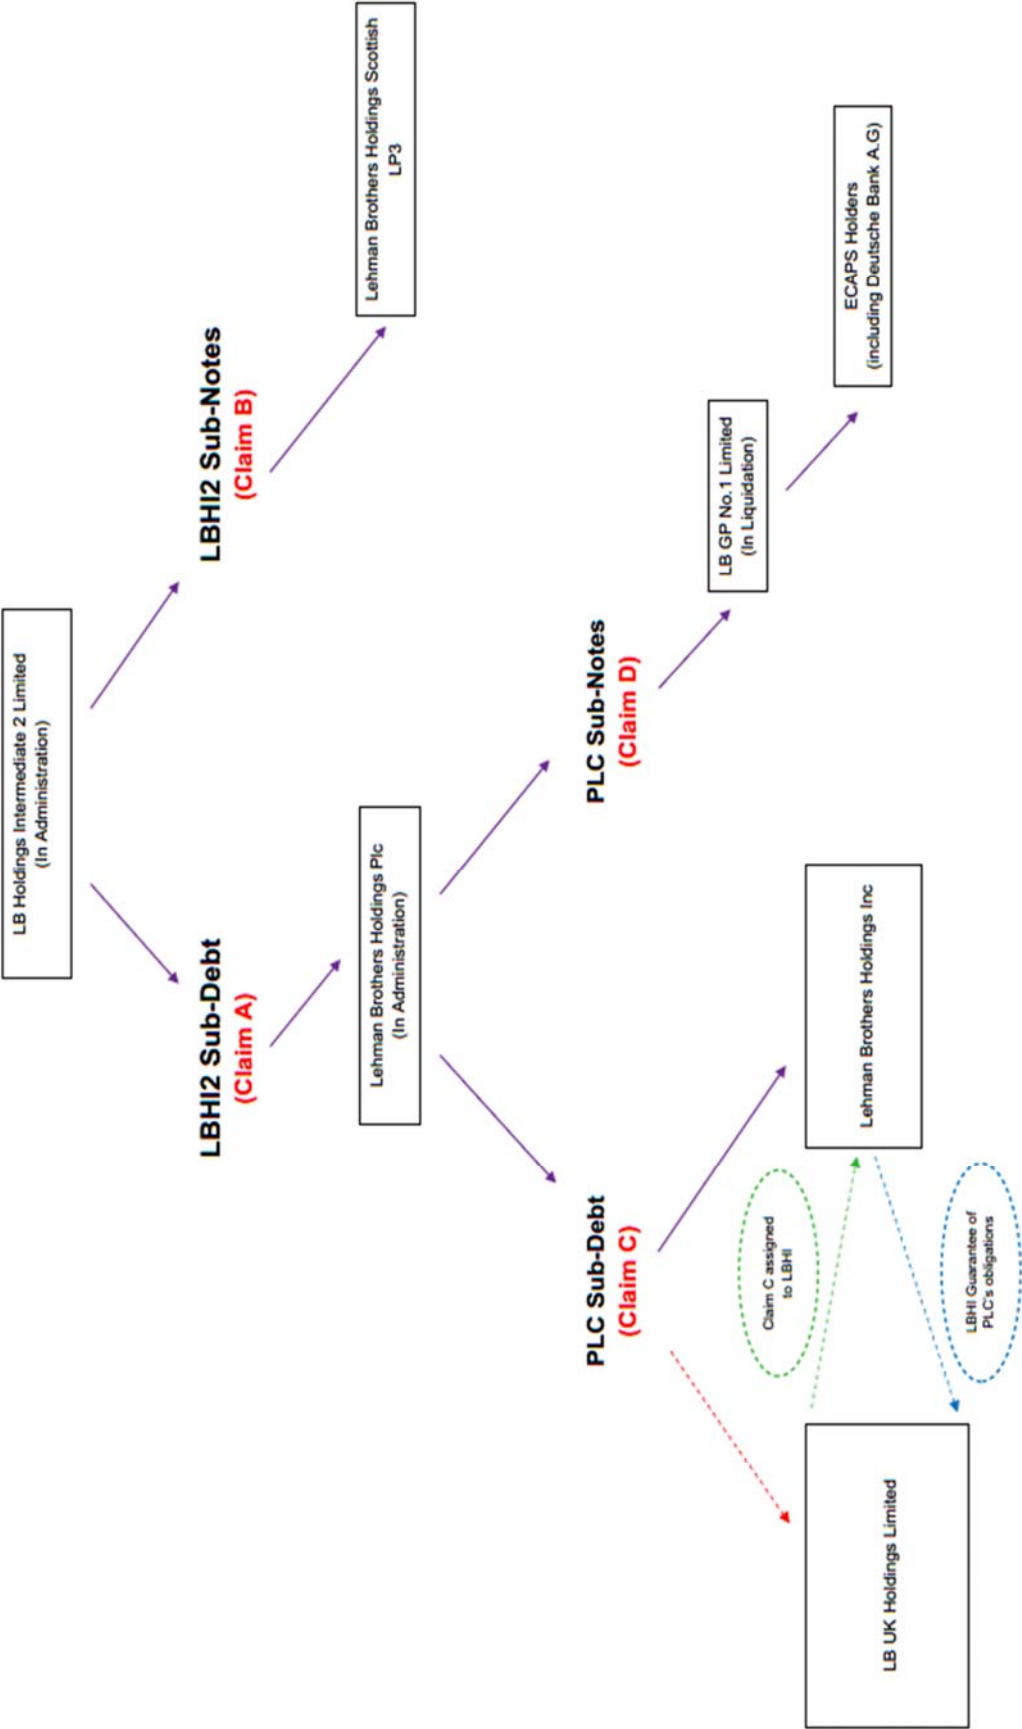 LB Holdings Intermediate 2 Limited
(In Administration)
LBHI2 Sub-Debt
(Claim A)
LBHI2 Sub-Notes
(Claim B)
Lehman Brothers Holdings Plc
(In Administration)
Lehman Brothers Holdings Scottish
LP3
PLC Sub-Debt
(Claim C)
PLC Sub-Notes
(Claim D)
LB GP No.1 Limited
(In Liquidation)
Claim C assigned
to LBHI
LB UK Holdings Limited
Lehman Brothers Holdings Inc
ECAPS Holders
(including Deutsche Bank A.G)
LBHI Guarantee of
PLC's obligations